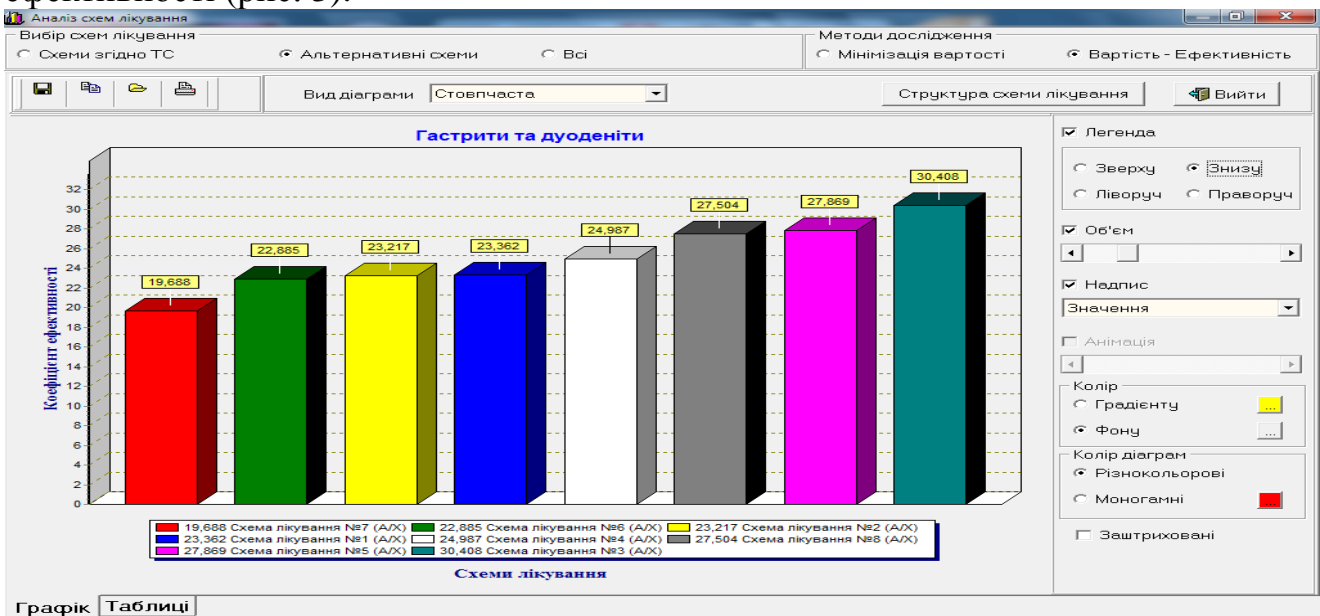 ефективності (рис. 3).
Аналіз схем лікування
Вибір схем лікування
Схеми згідно ТС
Альтернативні схеми
Всі
Методи дослідження
Мінімізація вартості
Вартість - Ефективність
Вид діаграми
Стовпчаста
Структура схеми лікування
Вийти
Гастрити та дуоденіти
Коефіцієнт ефективності
32
30
28
26
24
22
20
18
16
14
12
10
8
6
4
2
0
19,688
22,885
23,217
23,362
24,987
27,504
27,869
30,408
19,688 Схема лікування №7 (А/Х) 22,885 Схема лікування №6 (А/Х) 23,217 Схема лікування №2 (А/Х)
23,362 Схема лікування №1 (А/Х) 24,987 Схема лікування №4 (А/Х) 27,504 Схема лікування №8 (А/Х)
27,869 Схема лікування №5 (А/Х) 30,408 Схема лікування №3 (А/Х)
Схеми лікування
Легенда
Зверху Знизу
Ліворуч Праворуч
Об'єм
Надпис
Значення
Анімація
Колір
Градієнту ...
Фону ...
Колір діаграм
Різнокольорові
Моногамні ...
Заштриховані
Графік Таблиці